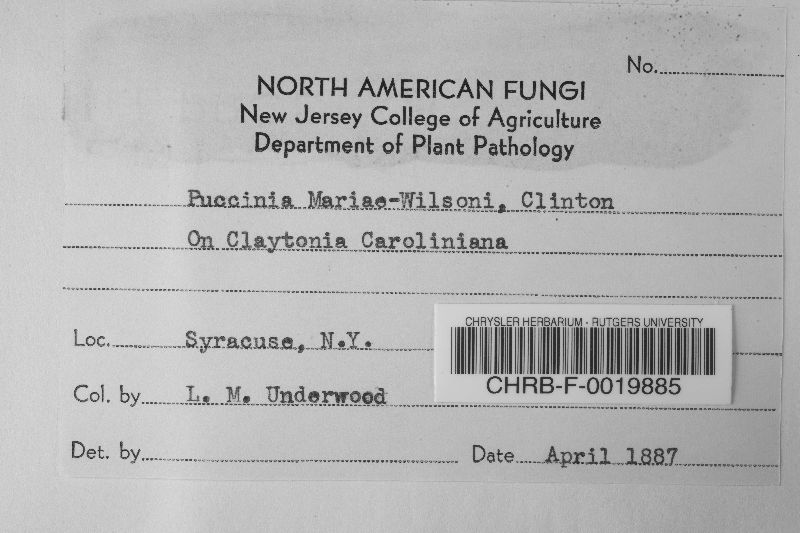 No.
NORTH AMERICAN FUNGI
New Jersey College of Agriculture
Department of Plant Pathology
Puccinia Mariae-Wilsoni, Clinton
On Claytonia Caroliniana
Loc. Syracuse, N.Y.
CHRYSLER HERBARIUM - RUTGERS UNIVERSITY
CHRB-F-0019885
Col. by L. M. Underwood
Det. by Date April 1887